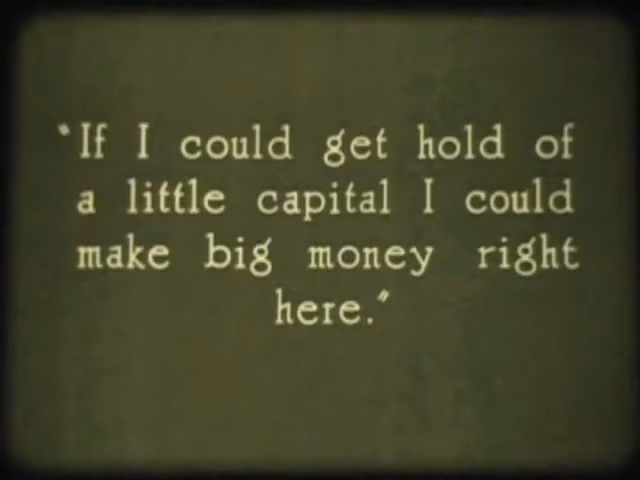 "If I could get hold of
a little capital I could
make big money right
here."